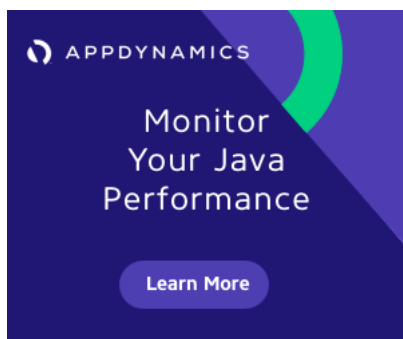 APPDYNAMICS
Monitor
Your Java
Performance
Learn More